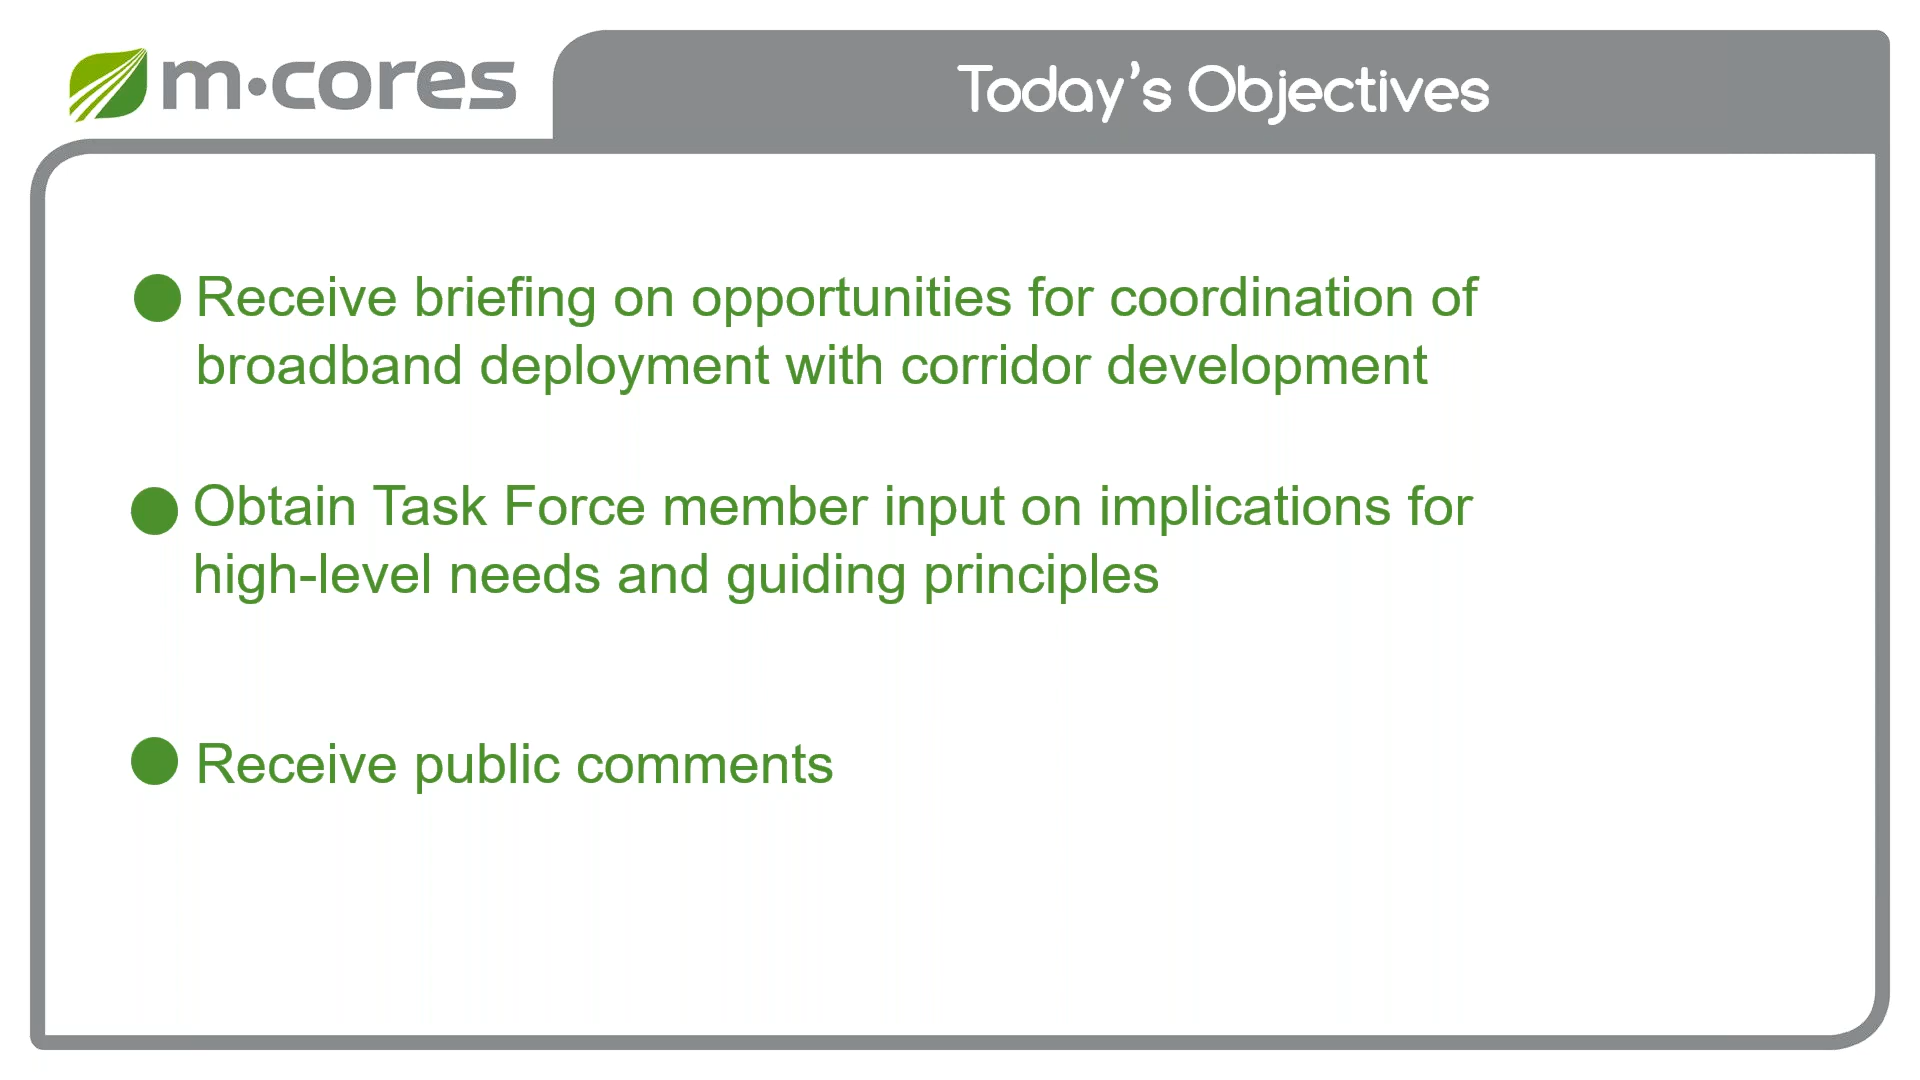 m·cores
Today's Objectives
Receive briefing on opportunities for coordination of
broadband deployment with corridor development
Obtain Task Force member input on implications for
high-level needs and guiding principles
Receive public comments